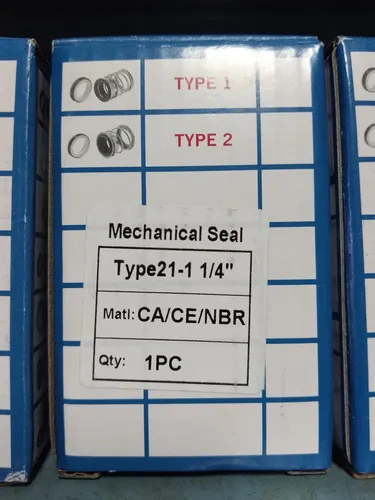 TYPE 1
TYPE 2
Mechanical Seal
Type21-1 1/4"
Matl: CA/CE/NBR
Qty: 1PC